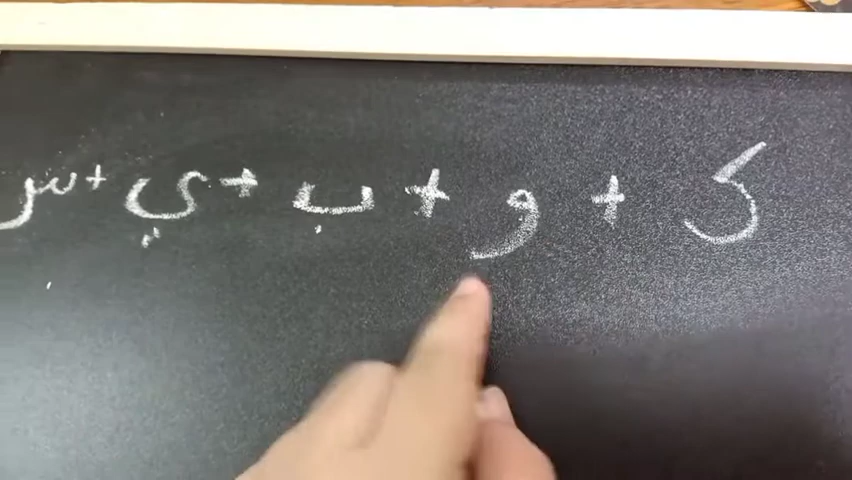 ک + و + ب + ي + س